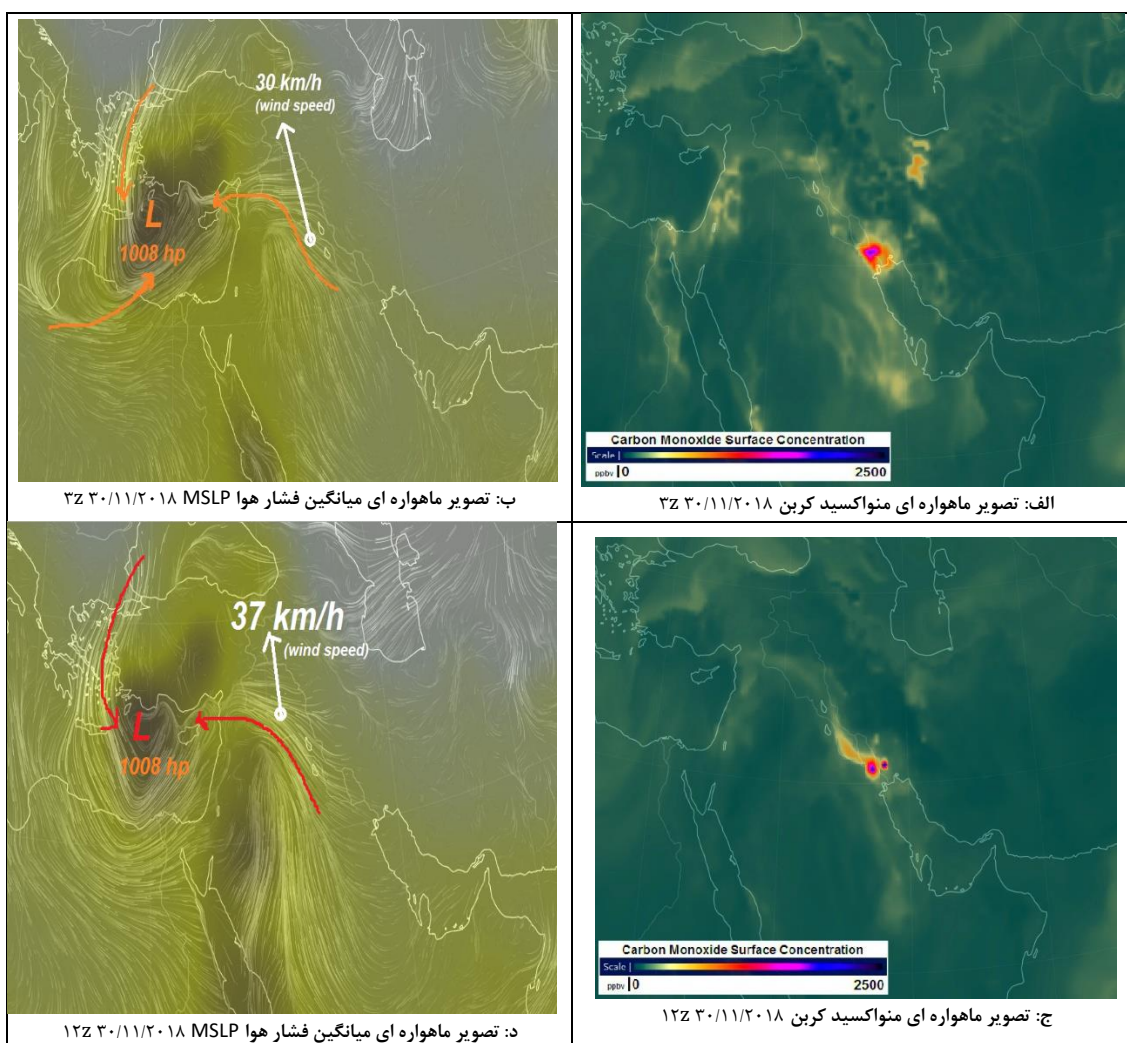 30 km/h
(wind speed)
L
1008 hp
ب: تصویر ماهواره ای میانگین فشار هوا MSLP ۳۰/۱۱/۲۰۱۸ ۳z
Carbon Monoxide Surface Concentration
Scale |
ppbv |0 2500
الف: تصویر ماهواره ای منواکسید کربن ۳۰/۱۱/۲۰۱۸ ۳z
37 km/h
(wind speed)
L
1008 hp
د: تصویر ماهواره ای میانگین فشار هوا MSLP ۳۰/۱۱/۲۰۱۸ ۱۲z
Carbon Monoxide Surface Concentration
Scale |
ppbv |0 2500
ج: تصویر ماهواره ای منواکسید کربن ۳۰/۱۱/۲۰۱۸ ۱۲z